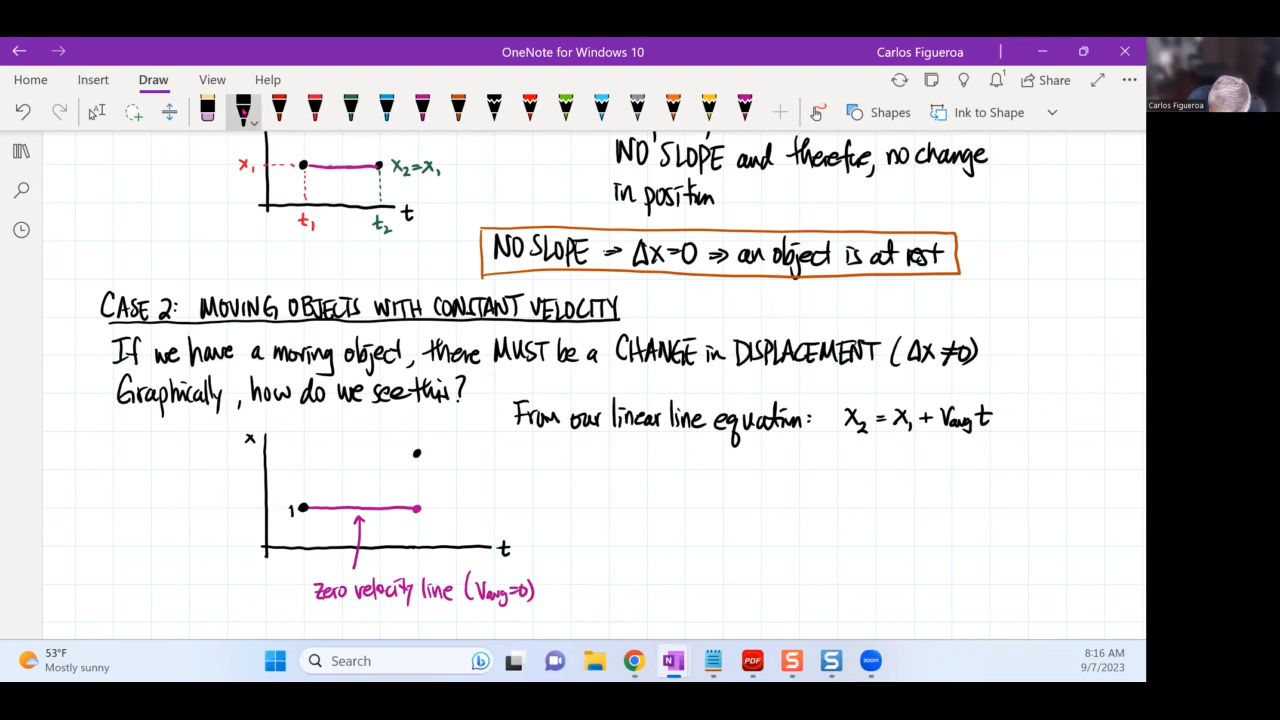 OneNote for Windows 10
Carlos Figueroa
Home Insert Draw View Help
Share
Carlos Figueroa
Shapes
Ink to Shape
NO SLOPE and therefore, no change
in position
x₁
x₂=x₁
t₁
t₂
t
NO SLOPE → Δx=0 ⇒ an object is at rest
CASE 2: MOVING OBJECTS WITH CONSTANT VELOCITY
If we have a moving object, there MUST be a CHANGE in DISPLACEMENT (Δx≠0)
Graphically, how do we see this?
From our linear line equation: x₂ = x₁ + vavg t
x
1
t
zero velocity line (vavg=0)
53°F
Mostly sunny
Search
PDF
zoom
8:16 AM
9/7/2023